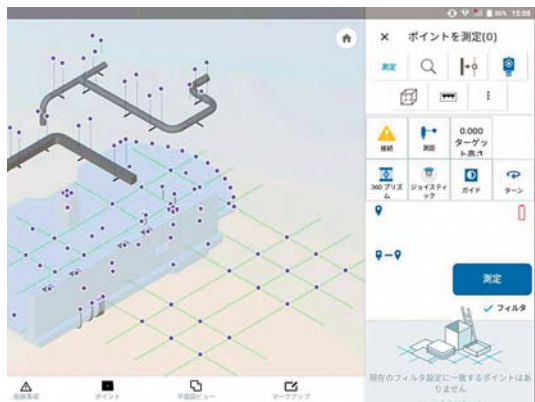 15:08
ポイントを測定(0)
測定
接続
測距
0.000
ターゲッ
ト高さ
360 プリズ
ム
ジョイスティ
ック
ガイド
ターン
測定
フィルタ
現在のフィルタ設定に一致するポイントはあ
りません
ポイント
平面図ビュー
マークアップ